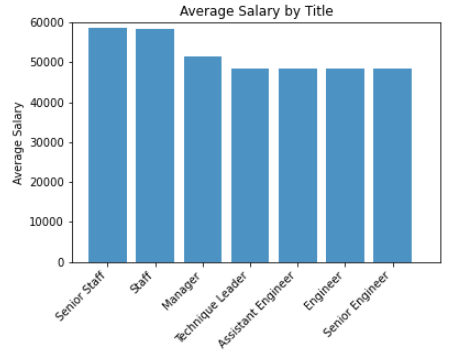 Average Salary by Title
Average Salary
60000
50000
40000
30000
20000
10000
0
Senior Staff
Staff
Manager
Technique Leader
Assistant Engineer
Engineer
Senior Engineer